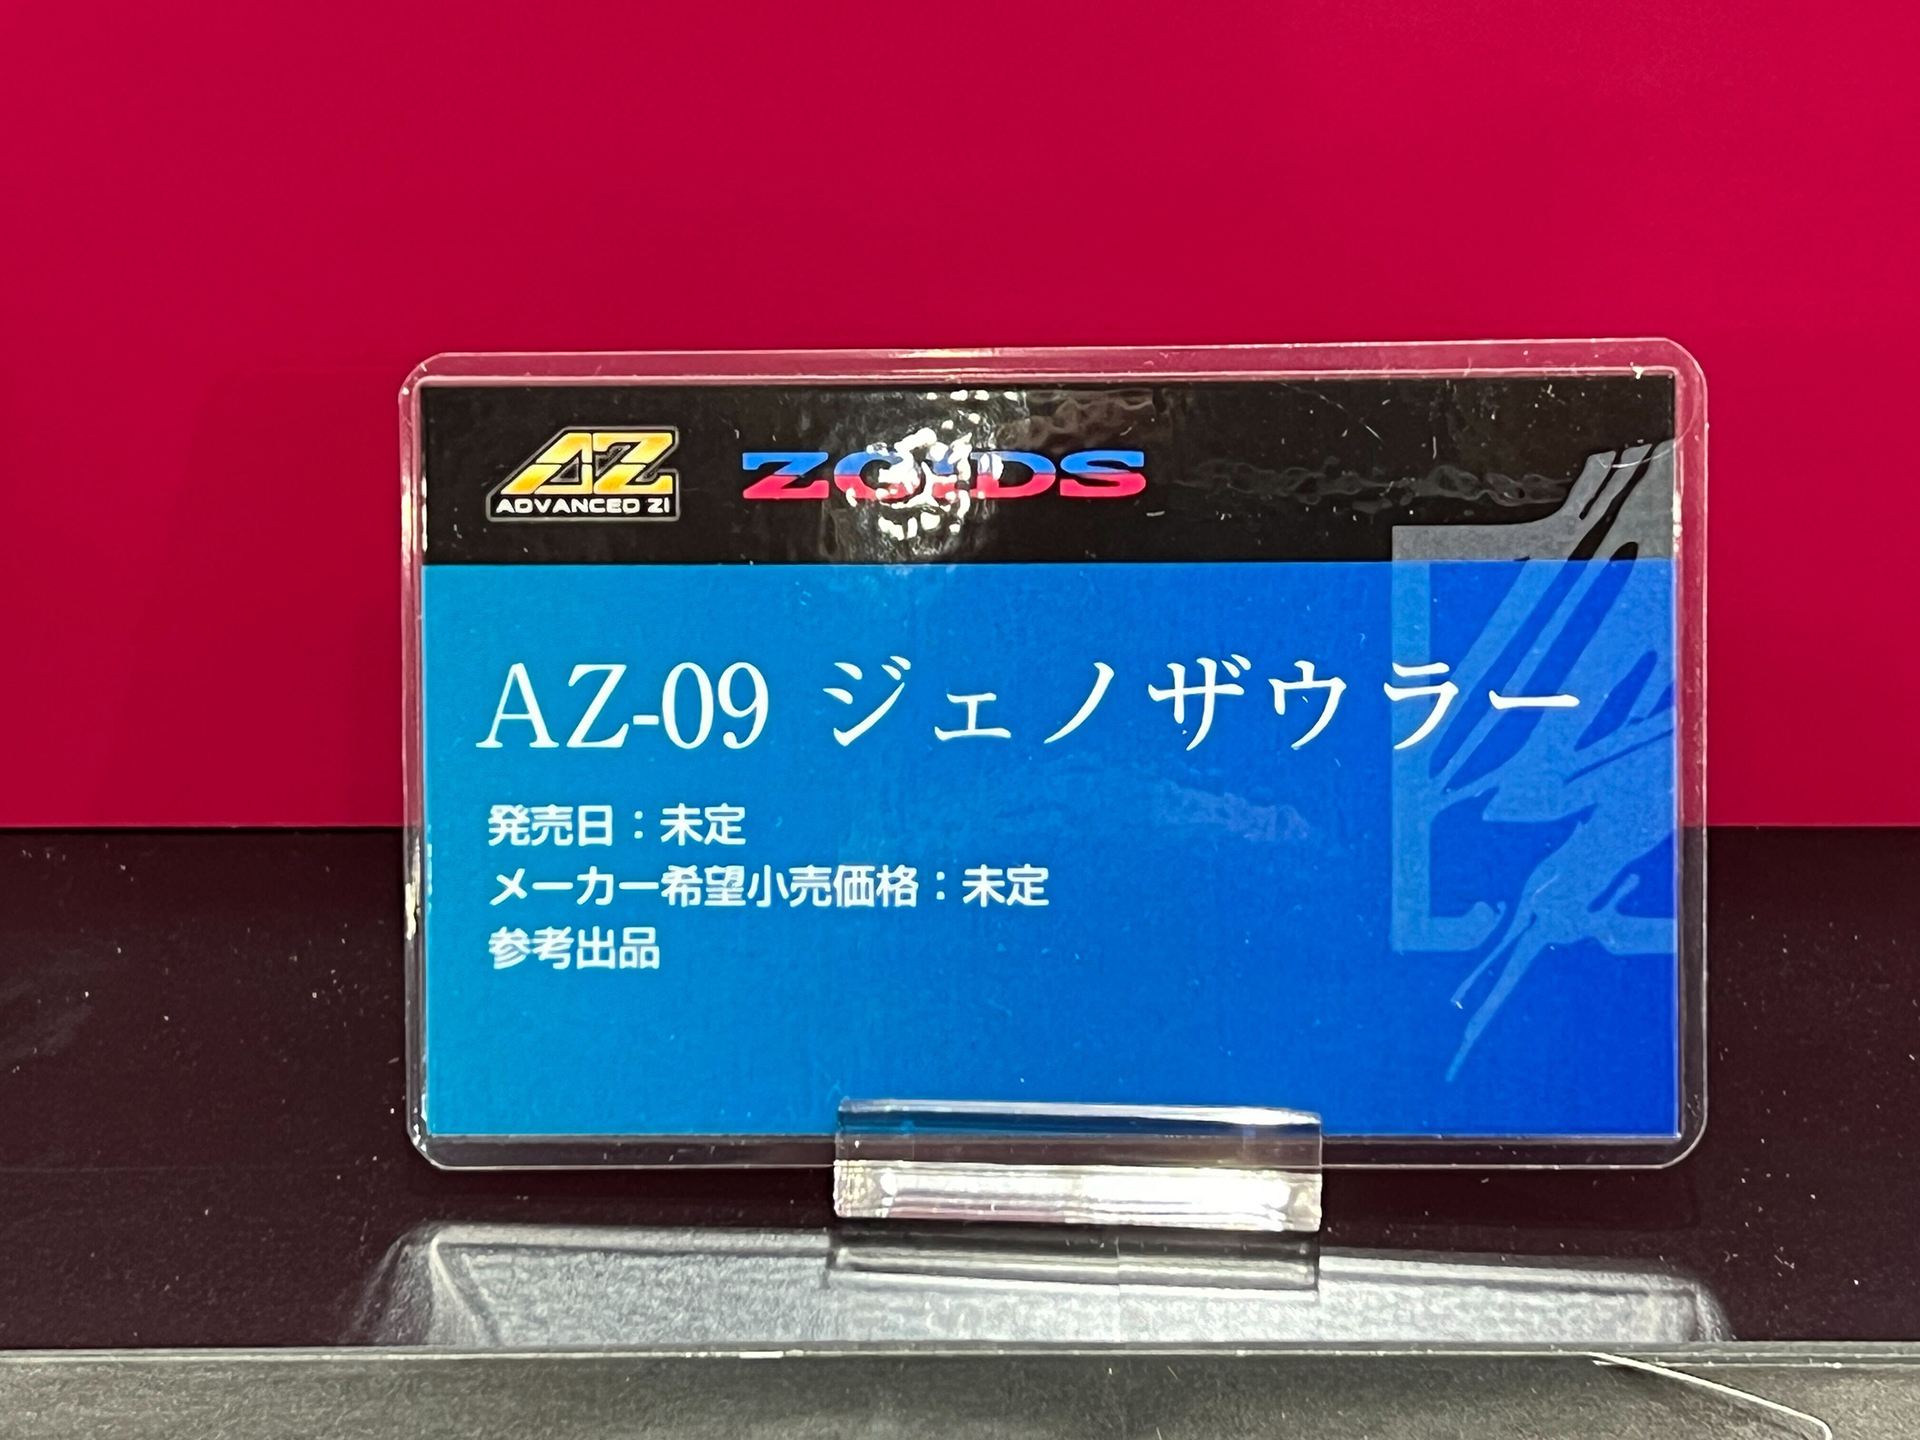 AZ
ADVANCED ZI
ZOIDS
AZ-09 ジェノザウラー
発売日：未定
メーカー希望小売価格：未定
参考出品